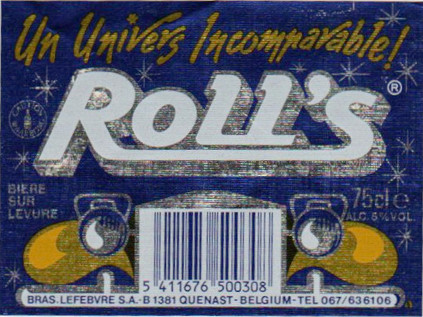 Un Univers Incomparable!
ROLL'S ®
BIERE
SUR
LEVURE
75cl e
ALC. 5% VOL.
5 411676 500308
BRAS. LEFEBVRE S.A.-B 1381 QUENAST-BELGIUM-TEL 067/636106